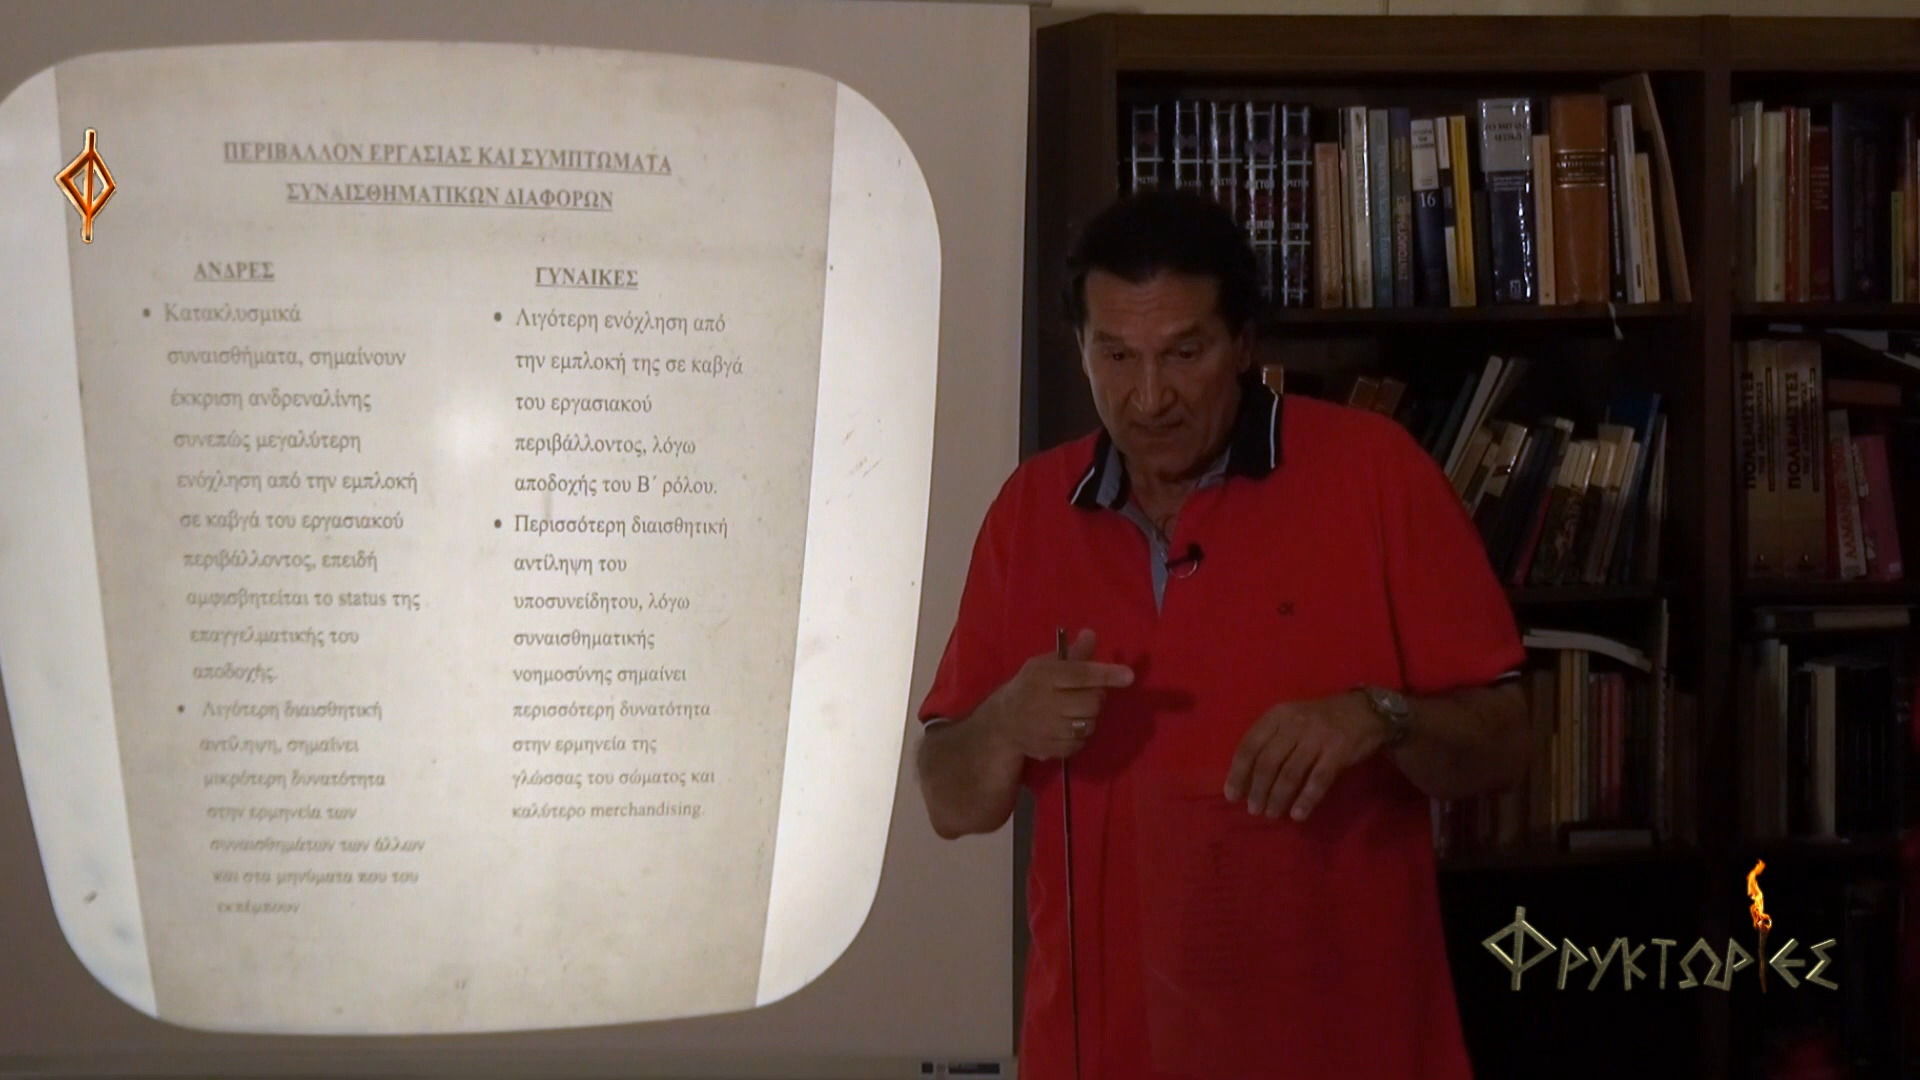 ΠΕΡΙΒΑΛΛΟΝ ΕΡΓΑΣΙΑΣ ΚΑΙ ΣΥΜΠΤΩΜΑΤΑ
ΣΥΝΑΙΣΘΗΜΑΤΙΚΩΝ ΔΙΑΦΟΡΩΝ
ΑΝΔΡΕΣ
• Κατακλυσμικά
συναισθήματα, σημαίνουν
έκκριση ανδρεναλίνης
συνεπώς μεγαλύτερη
ενόχληση από την εμπλοκή
σε καβγά του εργασιακού
περιβάλλοντος, επειδή
αμφισβητείται το status της
επαγγελματικής του
αποδοχής.
• Λιγότερη διαισθητική
αντίληψη, σημαίνει
μικρότερη δυνατότητα
στην ερμηνεία των
συναισθημάτων των άλλων
και στα μηνύματα που του
εκπέμπουν
ΓΥΝΑΙΚΕΣ
• Λιγότερη ενόχληση από
την εμπλοκή της σε καβγά
του εργασιακού
περιβάλλοντος, λόγω
αποδοχής του Β΄ ρόλου.
• Περισσότερη διαισθητική
αντίληψη του
υποσυνείδητου, λόγω
συναισθηματικής
νοημοσύνης σημαίνει
περισσότερη δυνατότητα
στην ερμηνεία της
γλώσσας του σώματος και
καλύτερο merchandising.
16
ΠΟΛΕΜΙΣΤΕΣ
ΠΟΛΕΜΙΣΤΕΣ
ΦΡΥΚΤΩΡΙΕΣ